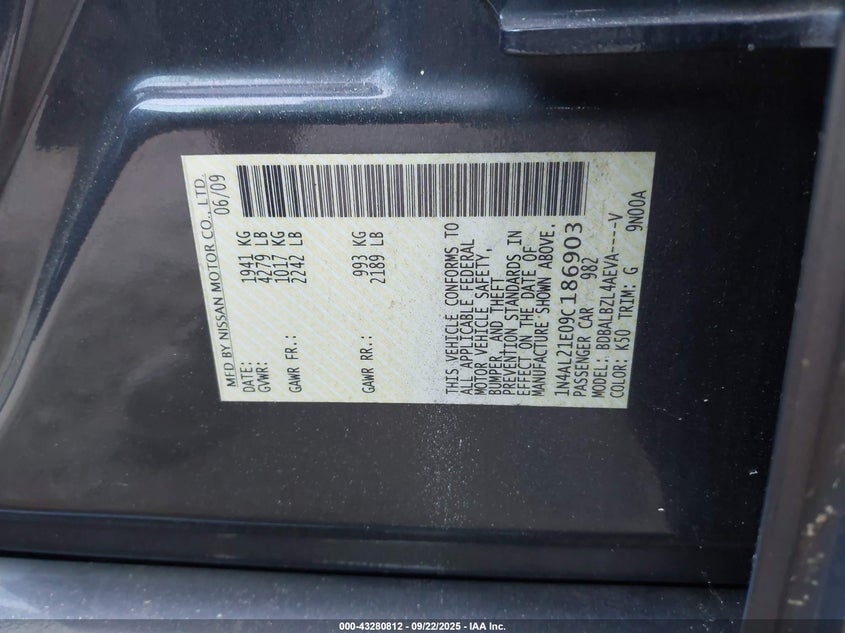 MFD BY NISSAN MOTOR CO., LTD.
DATE: 06/09
GVWR: 1941 KG
4279 LB
GAWR FR.: 1017 KG
2242 LB
GAWR RR.: 993 KG
2189 LB
THIS VEHICLE CONFORMS TO
ALL APPLICABLE FEDERAL
MOTOR VEHICLE SAFETY,
BUMPER, AND THEFT
PREVENTION STANDARDS IN
EFFECT ON THE DATE OF
MANUFACTURE SHOWN ABOVE.
1N4AL21E09C186903
PASSENGER CAR 982
MODEL: BDBALBZL4AEVA----V
COLOR: K50 TRIM: G 9N00A
000-43280812 - 09/22/2025 - IAA Inc.